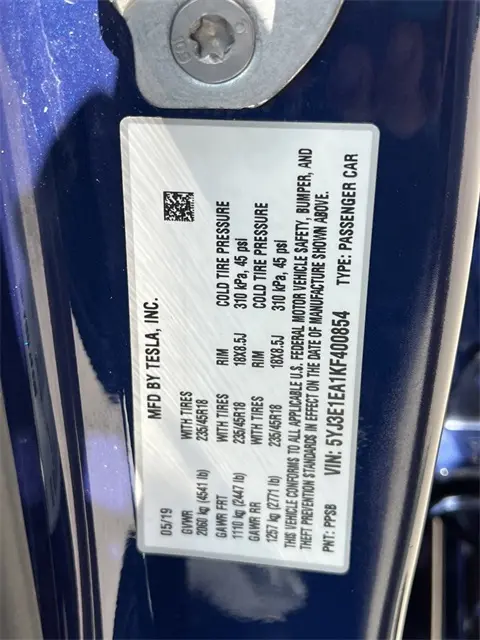 MFD BY TESLA, INC.
05/19
GVWR WITH TIRES RIM COLD TIRE PRESSURE
2060 kg (4541 lb) 235/45R18 18X8.5J 310 kPa, 45 psi
GAWR FRT WITH TIRES RIM COLD TIRE PRESSURE
1110 kg (2447 lb) 235/45R18 18X8.5J 310 kPa, 45 psi
GAWR RR
1257 kg (2771 lb) 235/45R18
THIS VEHICLE CONFORMS TO ALL APPLICABLE U.S. FEDERAL MOTOR VEHICLE SAFETY, BUMPER, AND
THEFT PREVENTION STANDARDS IN EFFECT ON THE DATE OF MANUFACTURE SHOWN ABOVE.
VIN: 5YJ3E1EA1KF400854 TYPE: PASSENGER CAR
PNT: PPSB